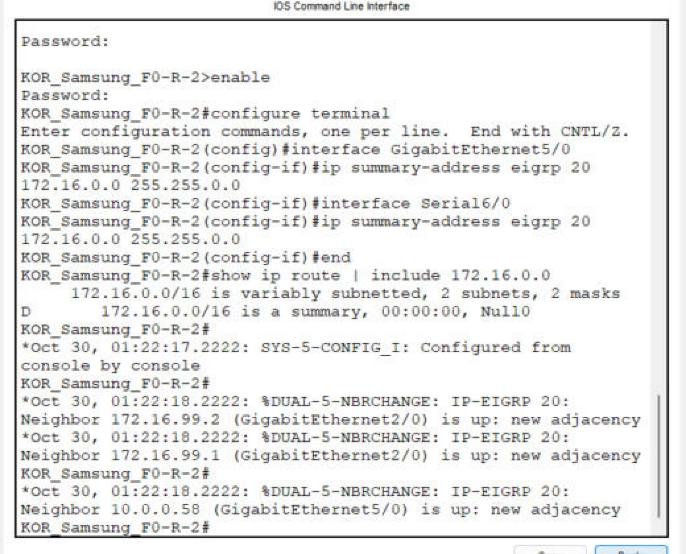 IOS Command Line Interface
Password:
KOR_Samsung_F0-R-2>enable
Password:
KOR_Samsung_F0-R-2#configure terminal
Enter configuration commands, one per line.  End with CNTL/Z.
KOR_Samsung_F0-R-2(config)#interface GigabitEthernet5/0
KOR_Samsung_F0-R-2(config-if)#ip summary-address eigrp 20
172.16.0.0 255.255.0.0
KOR_Samsung_F0-R-2(config-if)#interface Serial6/0
KOR_Samsung_F0-R-2(config-if)#ip summary-address eigrp 20
172.16.0.0 255.255.0.0
KOR_Samsung_F0-R-2(config-if)#end
KOR_Samsung_F0-R-2#show ip route | include 172.16.0.0
     172.16.0.0/16 is variably subnetted, 2 subnets, 2 masks
D       172.16.0.0/16 is a summary, 00:00:00, Null0
KOR_Samsung_F0-R-2#
*Oct 30, 01:22:17.2222: SYS-5-CONFIG_I: Configured from
console by console
KOR_Samsung_F0-R-2#
*Oct 30, 01:22:18.2222: %DUAL-5-NBRCHANGE: IP-EIGRP 20:
Neighbor 172.16.99.2 (GigabitEthernet2/0) is up: new adjacency
*Oct 30, 01:22:18.2222: %DUAL-5-NBRCHANGE: IP-EIGRP 20:
Neighbor 172.16.99.1 (GigabitEthernet2/0) is up: new adjacency
KOR_Samsung_F0-R-2#
*Oct 30, 01:22:18.2222: %DUAL-5-NBRCHANGE: IP-EIGRP 20:
Neighbor 10.0.0.58 (GigabitEthernet5/0) is up: new adjacency
KOR_Samsung_F0-R-2#